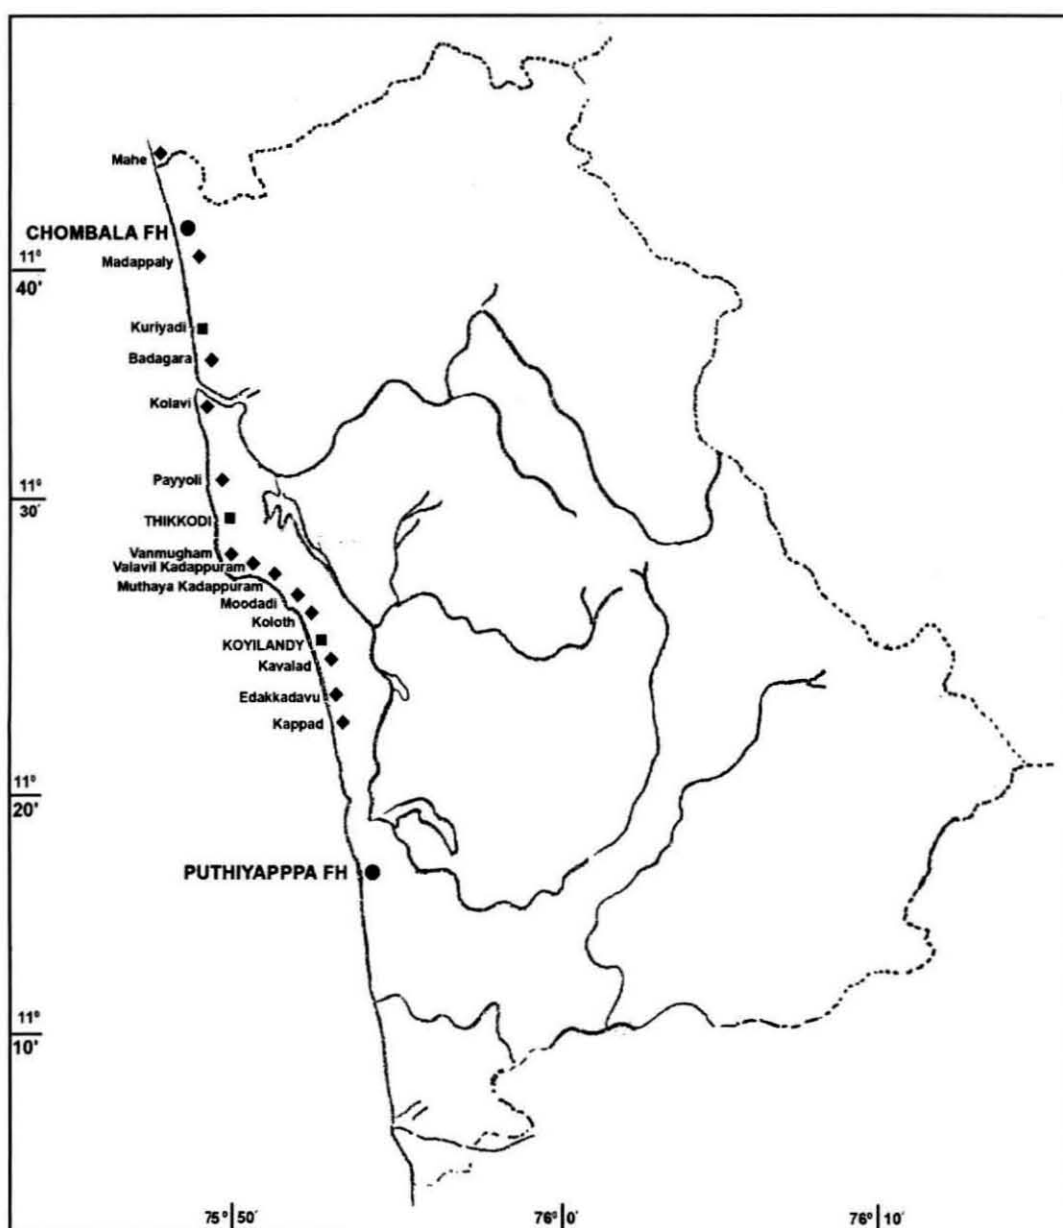 Mahe
CHOMBALA FH
11°
40'
Madappaly
Kuriyadi
Badagara
Kolavi
Payyoli
11°
30'
THIKKODI
Vanmugham
Valavil Kadappuram
Muthaya Kadappuram
Moodadi
Koloth
KOYILANDY
Kavalad
Edakkadavu
Kappad
11°
20'
PUTHIYAPPPA FH
11°
10'
75° 50'
76° 0'
76° 10'